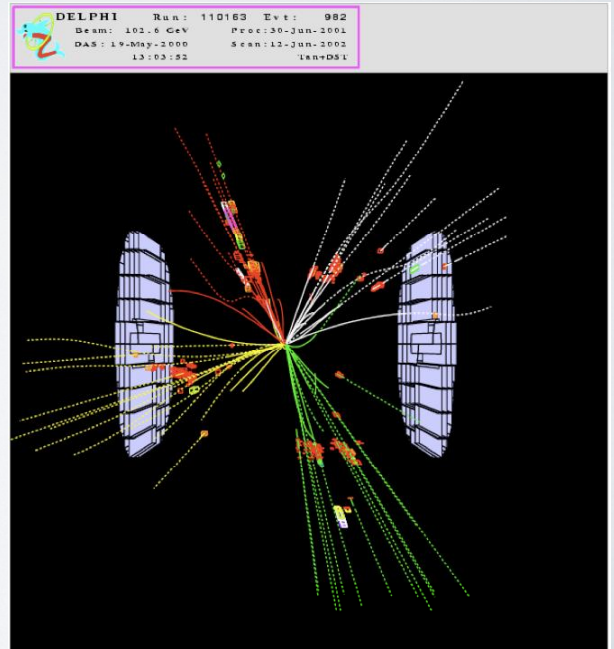 DELPHI Run: 110163 Evt: 982
Beam: 102.6 GeV Proc:30-Jun-2001
DAS: 19-May-2000 Scan:12-Jun-2002
13:03:52 Tan+DST